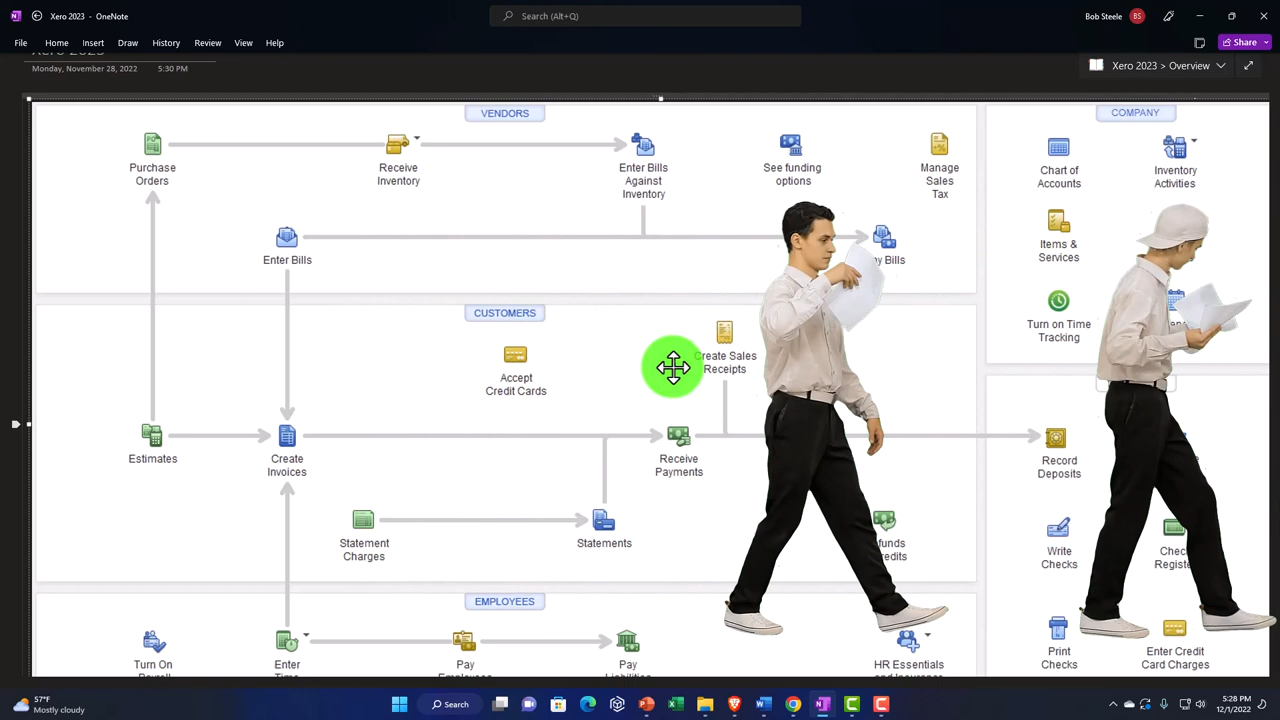 Xero 2023 - OneNote
Search (Alt+Q)
Bob Steele
BS
File
Home
Insert
Draw
History
Review
View
Help
Share
Xero 2023
Monday, November 28, 2022
5:30 PM
Xero 2023 > Overview
VENDORS
COMPANY
Purchase
Orders
Receive
Inventory
Enter Bills
Against
Inventory
See funding
options
Manage
Sales
Tax
Chart of
Accounts
Inventory
Activities
Enter Bills
Bills
Items &
Services
CUSTOMERS
Turn on Time
Tracking
Accept
Credit Cards
Create Sales
Receipts
Estimates
Create
Invoices
Receive
Payments
Record
Deposits
Statement
Charges
Statements
Write
Checks
Check
EMPLOYEES
Turn On
Enter
Pay
Pay
HR Essentials
Print
Checks
Enter Credit
Card Charges
57°F
Mostly cloudy
Search
5:28 PM
12/1/2022